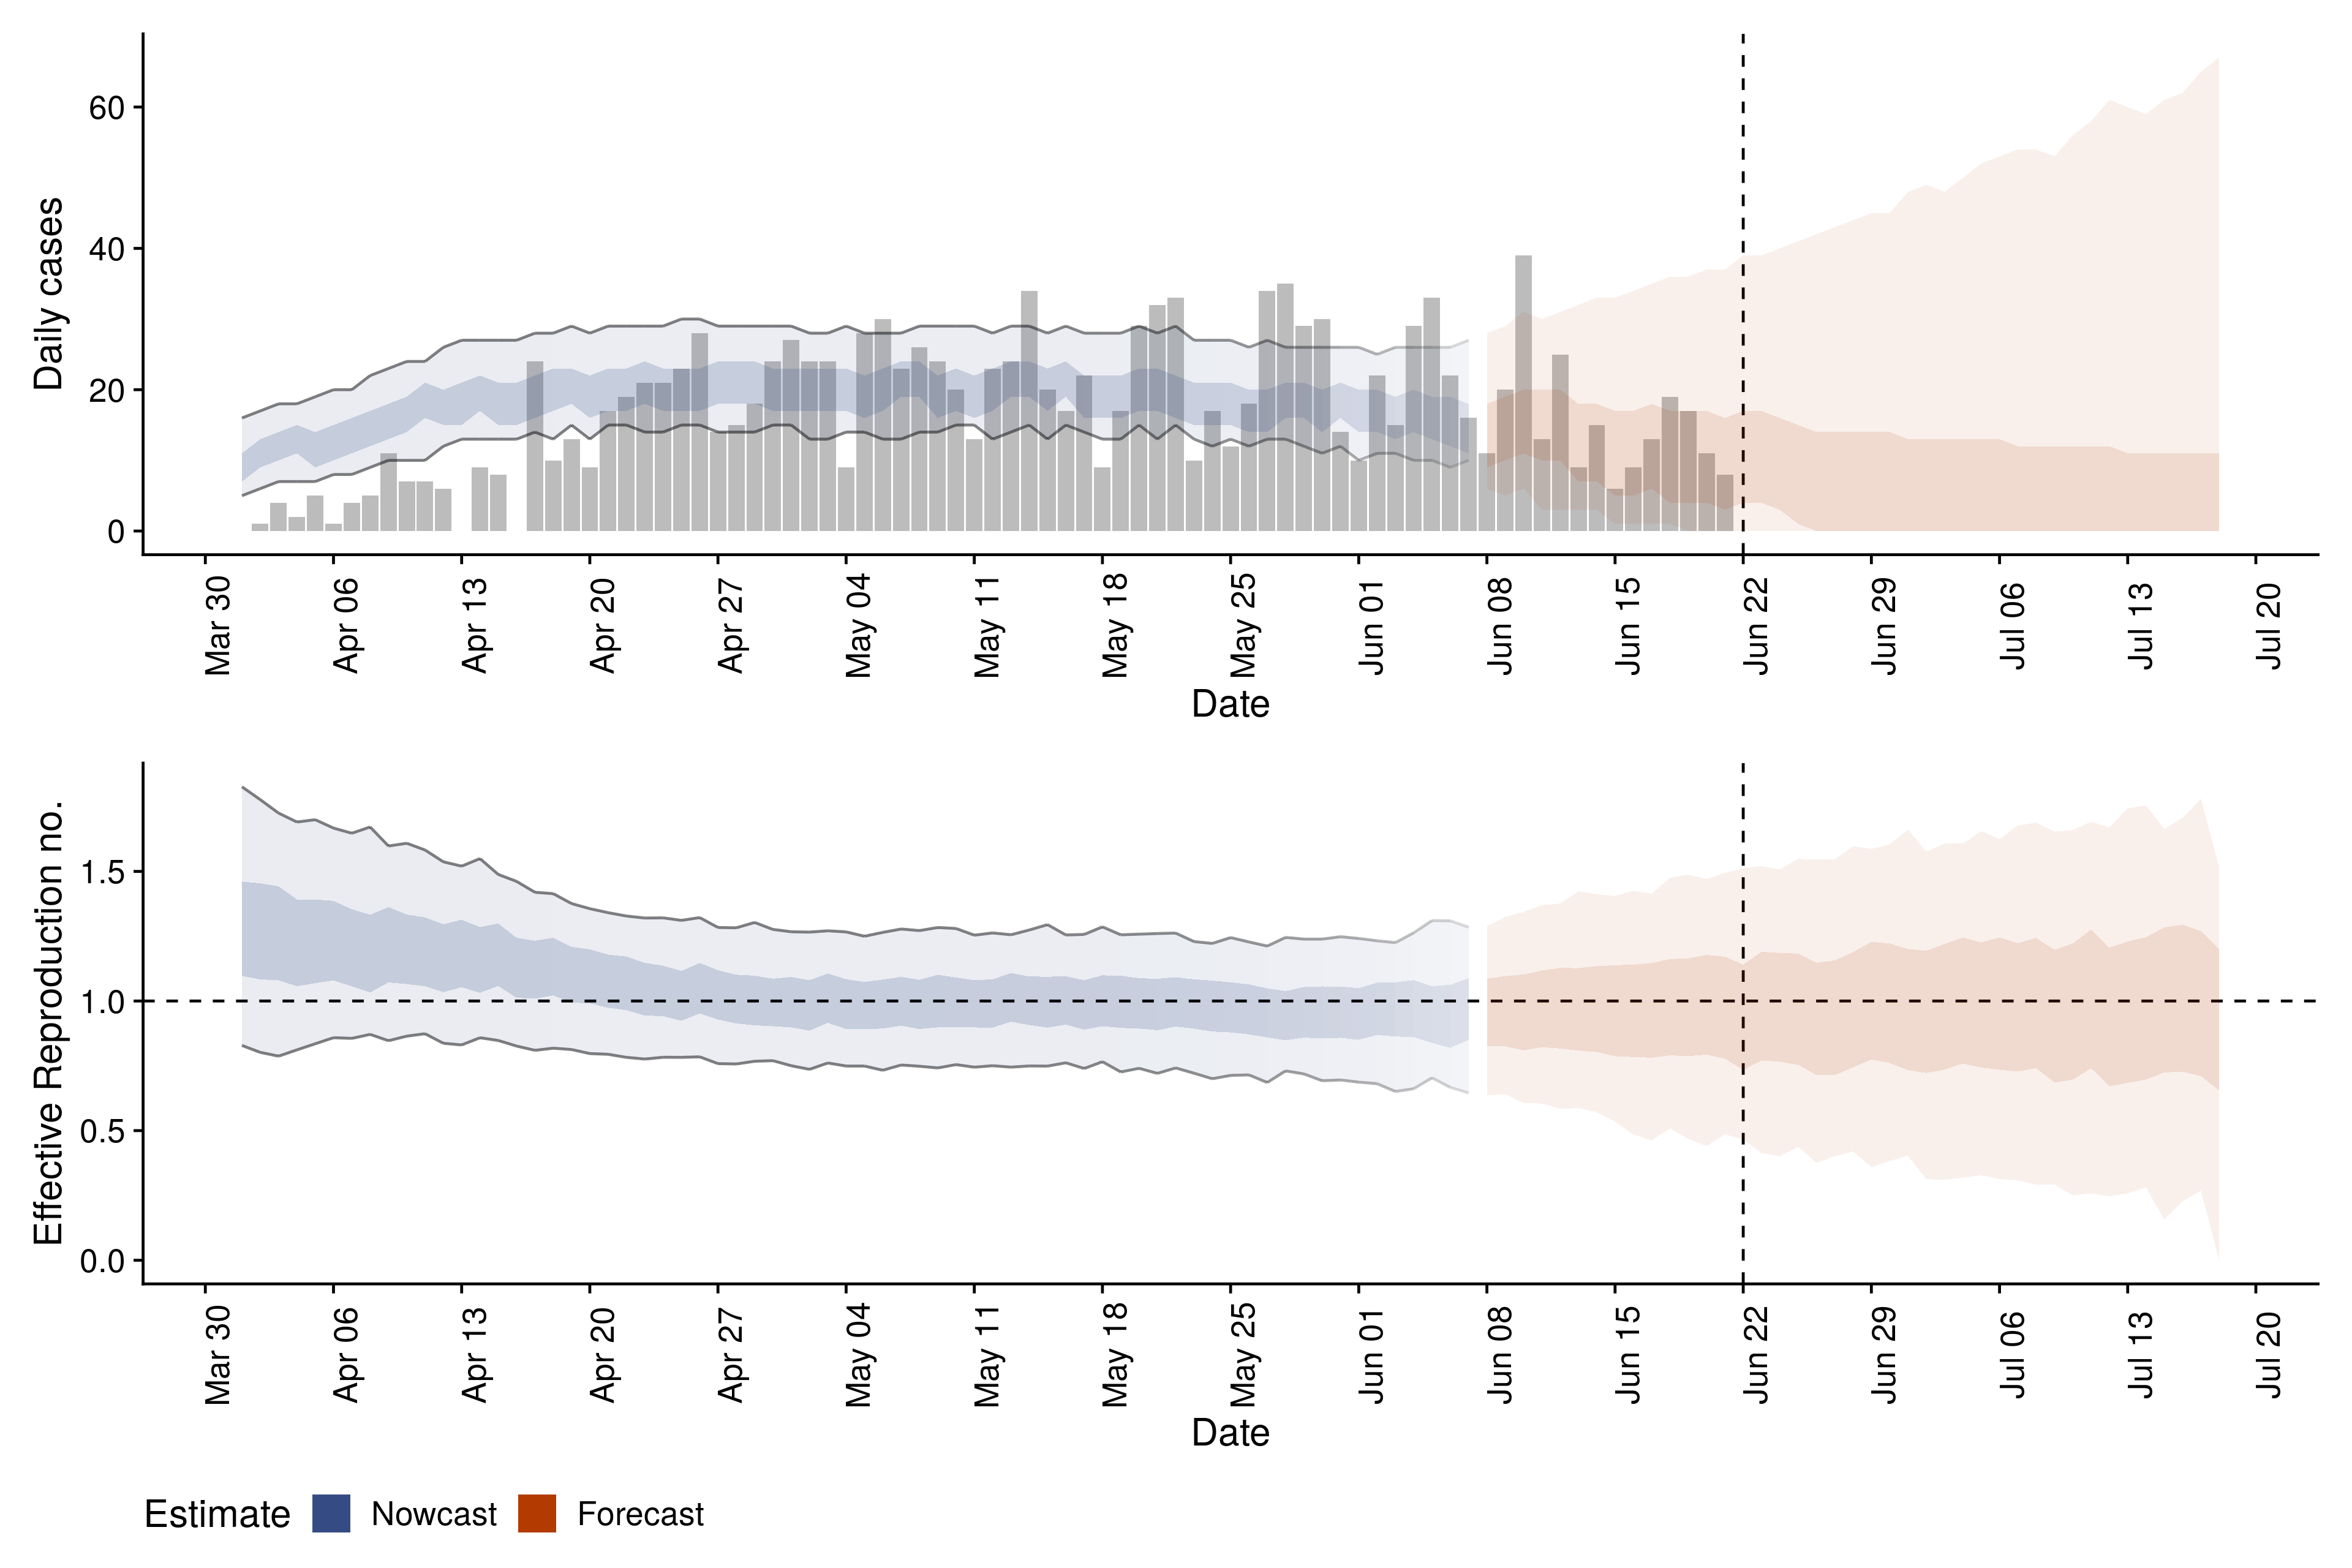 Daily cases
60
40
20
0
Mar 30
Apr 06
Apr 13
Apr 20
Apr 27
May 04
May 11
May 18
May 25
Jun 01
Jun 08
Jun 15
Jun 22
Jun 29
Jul 06
Jul 13
Jul 20
Date
Effective Reproduction no.
1.5
1.0
0.5
0.0
Mar 30
Apr 06
Apr 13
Apr 20
Apr 27
May 04
May 11
May 18
May 25
Jun 01
Jun 08
Jun 15
Jun 22
Jun 29
Jul 06
Jul 13
Jul 20
Date
Estimate Nowcast Forecast